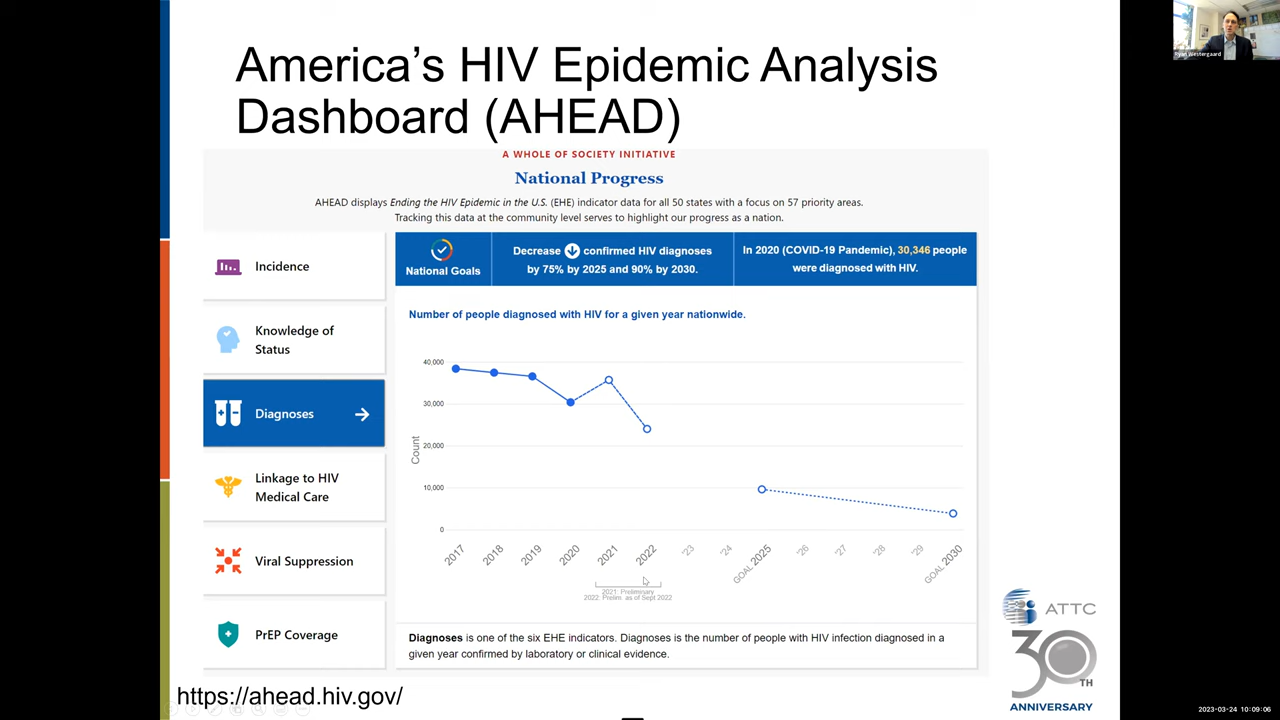 America's HIV Epidemic Analysis
Dashboard (AHEAD)
Ryan Westergaard
A WHOLE OF SOCIETY INITIATIVE
National Progress
AHEAD displays Ending the HIV Epidemic in the U.S. (EHE) indicator data for all 50 states with a focus on 57 priority areas.
Tracking this data at the community level serves to highlight our progress as a nation.
Incidence
Knowledge of
Status
Diagnoses
Linkage to HIV
Medical Care
Viral Suppression
PrEP Coverage
National Goals
Decrease confirmed HIV diagnoses
by 75% by 2025 and 90% by 2030.
In 2020 (COVID-19 Pandemic), 30,346 people
were diagnosed with HIV.
Number of people diagnosed with HIV for a given year nationwide.
Count
40,000
30,000
20,000
10,000
0
2017
2018
2019
2020
2021
2022
'23
'24
GOAL 2025
'26
'27
'28
'29
GOAL 2030
2021: Preliminary
2022: Prelim. as of Sept 2022
Diagnoses is one of the six EHE indicators. Diagnoses is the number of people with HIV infection diagnosed in a
given year confirmed by laboratory or clinical evidence.
https://ahead.hiv.gov/
ATTC
30TH
ANNIVERSARY
2023-03-24 10:09:06